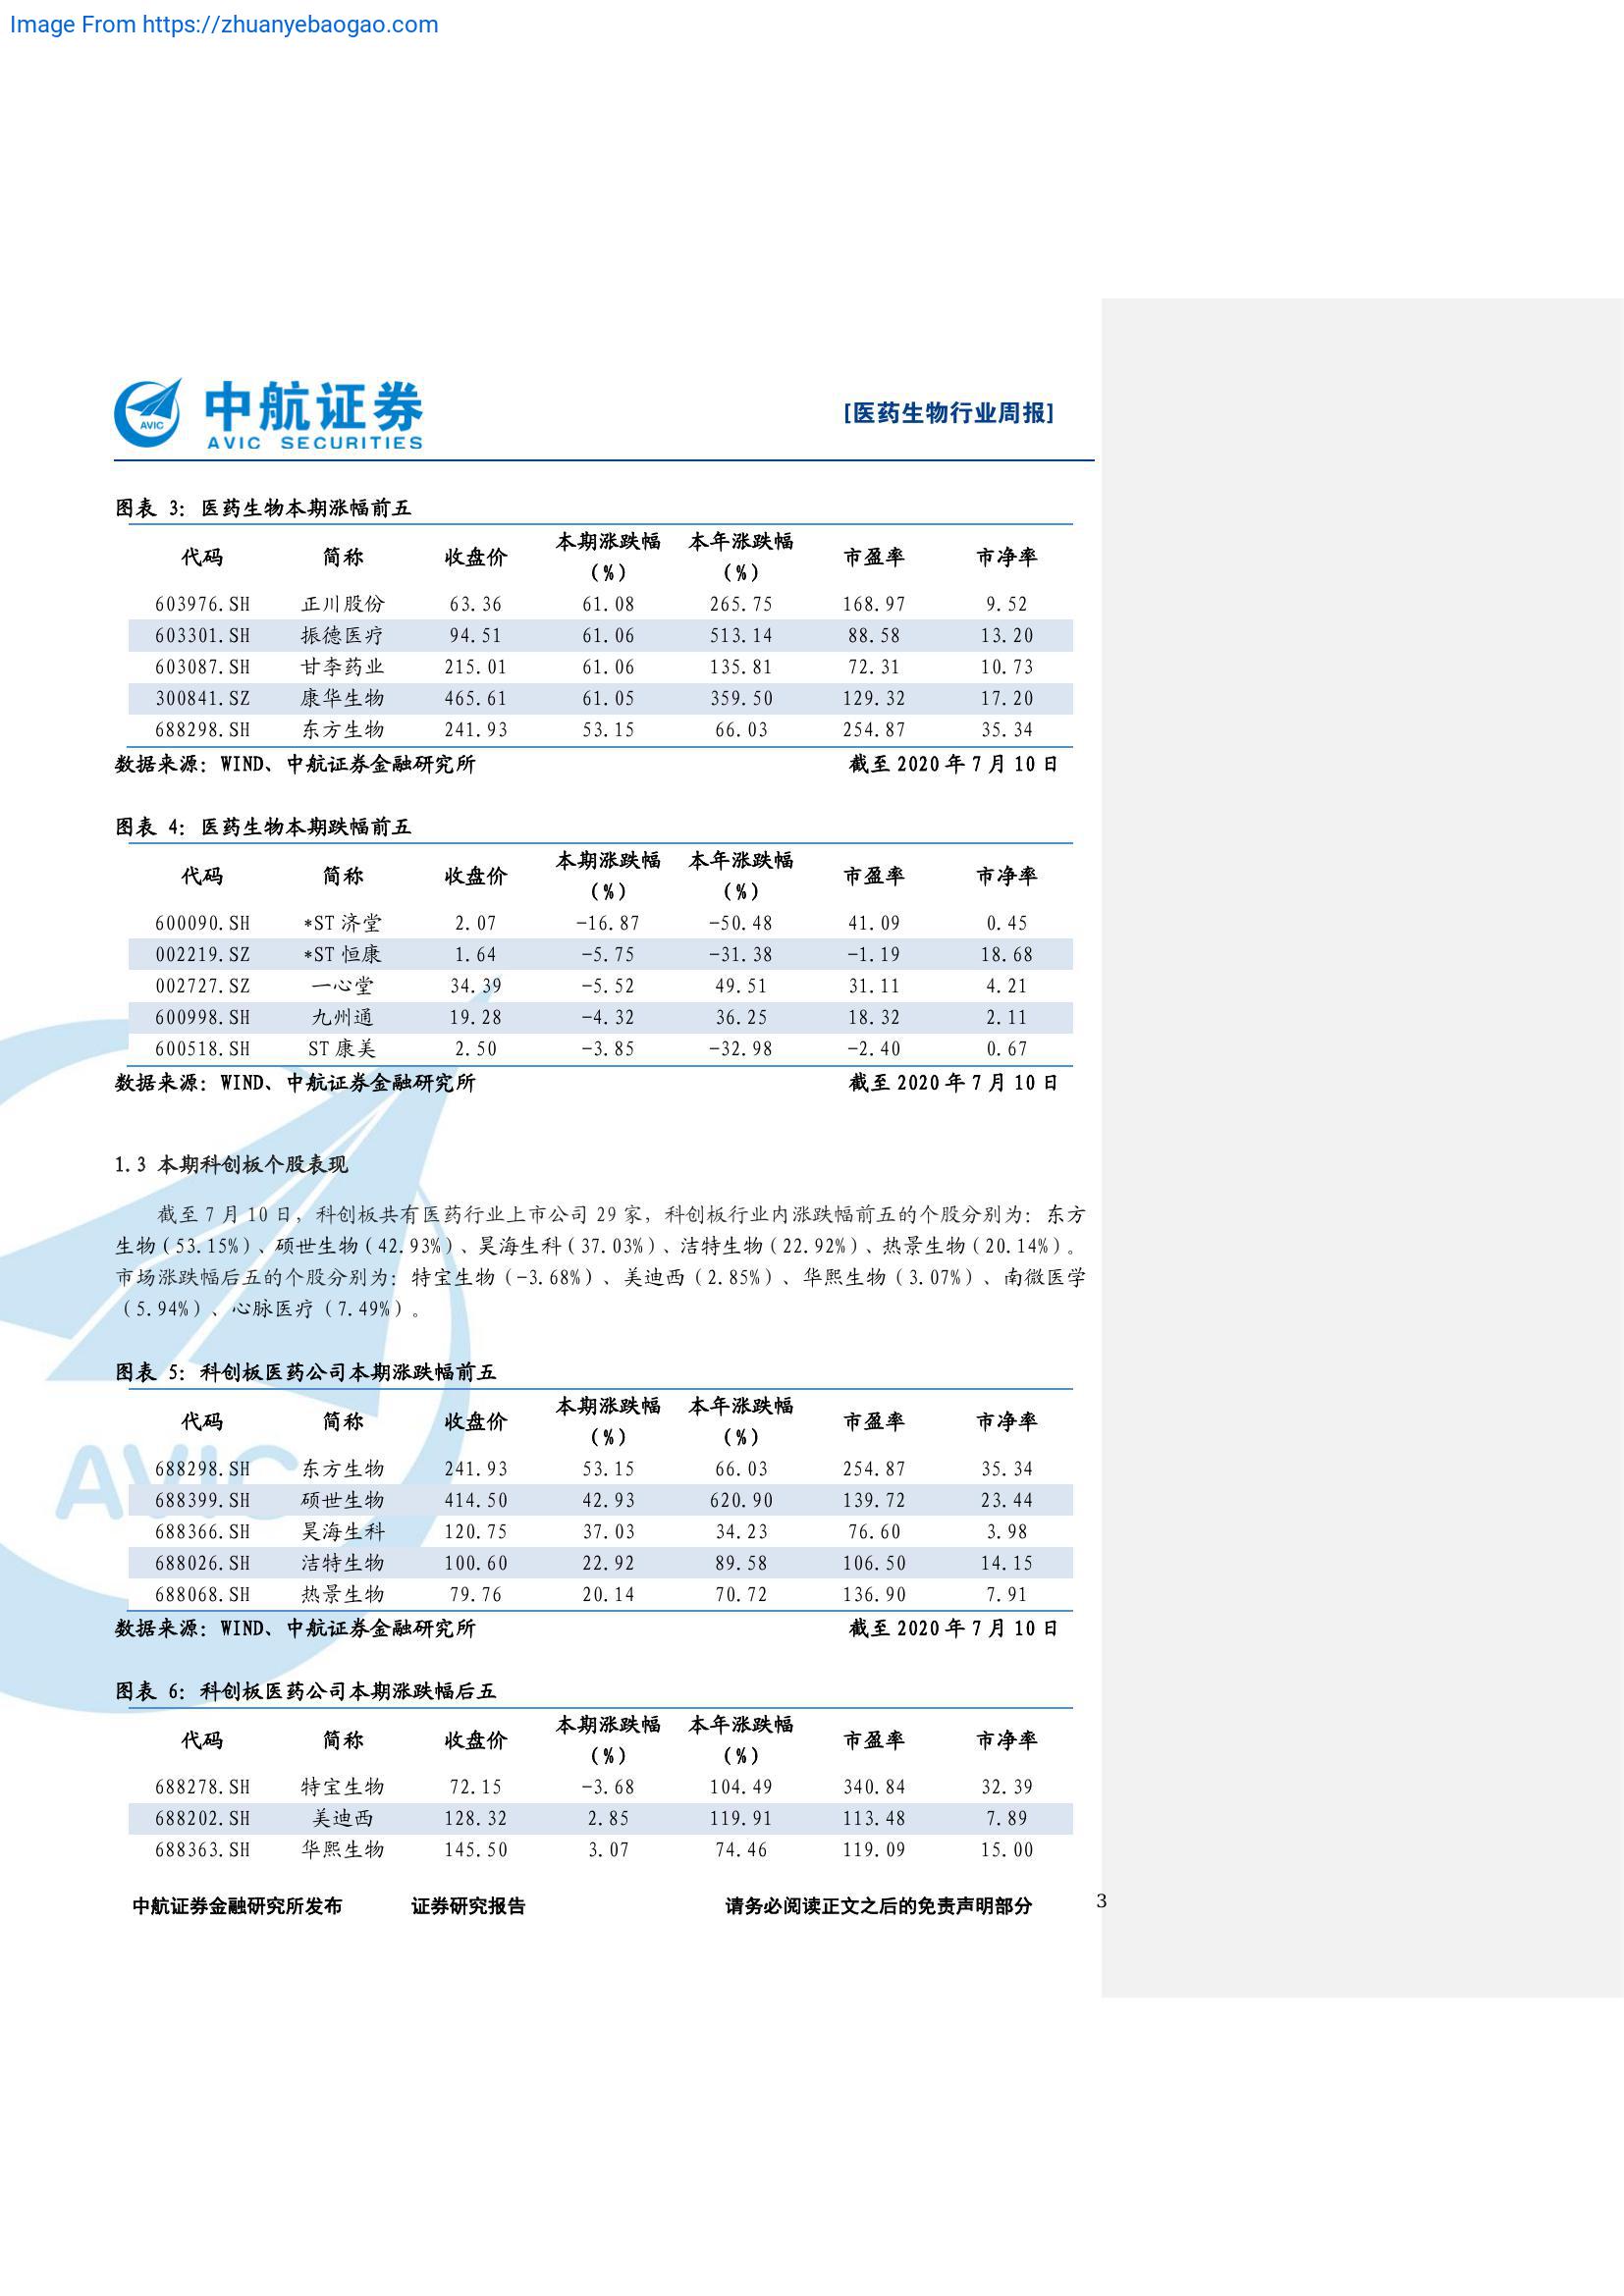 Image From https://zhuanyebaogao.com
中航证券
AVIC SECURITIES
AVIC
[医药生物行业周报]
图表 3：医药生物本期涨幅前五
代码 简称 收盘价 本期涨跌幅（%） 本年涨跌幅（%） 市盈率 市净率
603976.SH 正川股份 63.36 61.08 265.75 168.97 9.52
603301.SH 振德医疗 94.51 61.06 513.14 88.58 13.20
603087.SH 甘李药业 215.01 61.06 135.81 72.31 10.73
300841.SZ 康华生物 465.61 61.05 359.50 129.32 17.20
688298.SH 东方生物 241.93 53.15 66.03 254.87 35.34
数据来源：WIND、中航证券金融研究所 截至 2020 年 7 月 10 日
图表 4：医药生物本期跌幅前五
代码 简称 收盘价 本期涨跌幅（%） 本年涨跌幅（%） 市盈率 市净率
600090.SH *ST 济堂 2.07 -16.87 -50.48 41.09 0.45
002219.SZ *ST 恒康 1.64 -5.75 -31.38 -1.19 18.68
002727.SZ 一心堂 34.39 -5.52 49.51 31.11 4.21
600998.SH 九州通 19.28 -4.32 36.25 18.32 2.11
600518.SH ST 康美 2.50 -3.85 -32.98 -2.40 0.67
数据来源：WIND、中航证券金融研究所 截至 2020 年 7 月 10 日
1.3 本期科创板个股表现
截至 7 月 10 日，科创板共有医药行业上市公司 29 家，科创板行业内涨跌幅前五的个股分别为：东方
生物（53.15%）、硕世生物（42.93%）、昊海生科（37.03%）、洁特生物（22.92%）、热景生物（20.14%）。
市场涨跌幅后五的个股分别为：特宝生物（-3.68%）、美迪西（2.85%）、华熙生物（3.07%）、南微医学
（5.94%）、心脉医疗（7.49%）。
图表 5：科创板医药公司本期涨跌幅前五
代码 简称 收盘价 本期涨跌幅（%） 本年涨跌幅（%） 市盈率 市净率
688298.SH 东方生物 241.93 53.15 66.03 254.87 35.34
688399.SH 硕世生物 414.50 42.93 620.90 139.72 23.44
688366.SH 昊海生科 120.75 37.03 34.23 76.60 3.98
688026.SH 洁特生物 100.60 22.92 89.58 106.50 14.15
688068.SH 热景生物 79.76 20.14 70.72 136.90 7.91
数据来源：WIND、中航证券金融研究所 截至 2020 年 7 月 10 日
AVIC
图表 6：科创板医药公司本期涨跌幅后五
代码 简称 收盘价 本期涨跌幅（%） 本年涨跌幅（%） 市盈率 市净率
688278.SH 特宝生物 72.15 -3.68 104.49 340.84 32.39
688202.SH 美迪西 128.32 2.85 119.91 113.48 7.89
688363.SH 华熙生物 145.50 3.07 74.46 119.09 15.00
中航证券金融研究所发布 证券研究报告 请务必阅读正文之后的免责声明部分 3